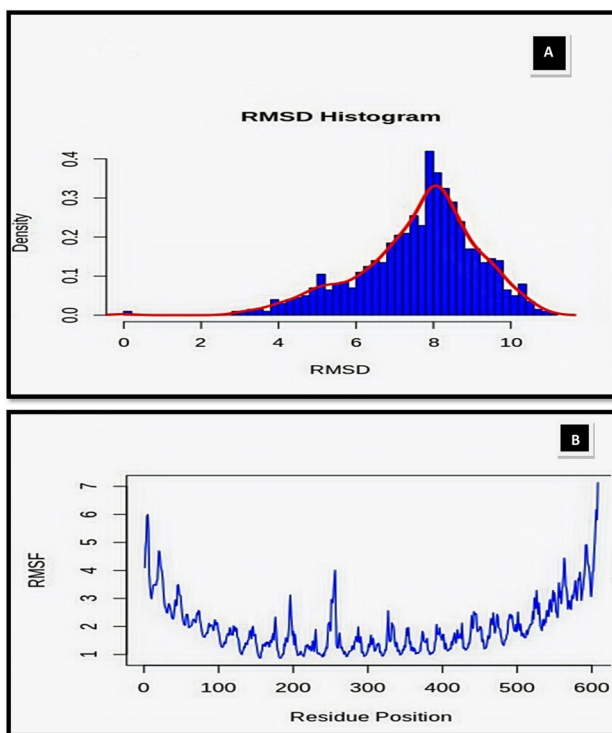 A
RMSD Histogram
Density
0.0 0.1 0.2 0.3 0.4
0 2 4 6 8 10
RMSD
B
RMSF
1 2 3 4 5 6 7
0 100 200 300 400 500 600
Residue Position